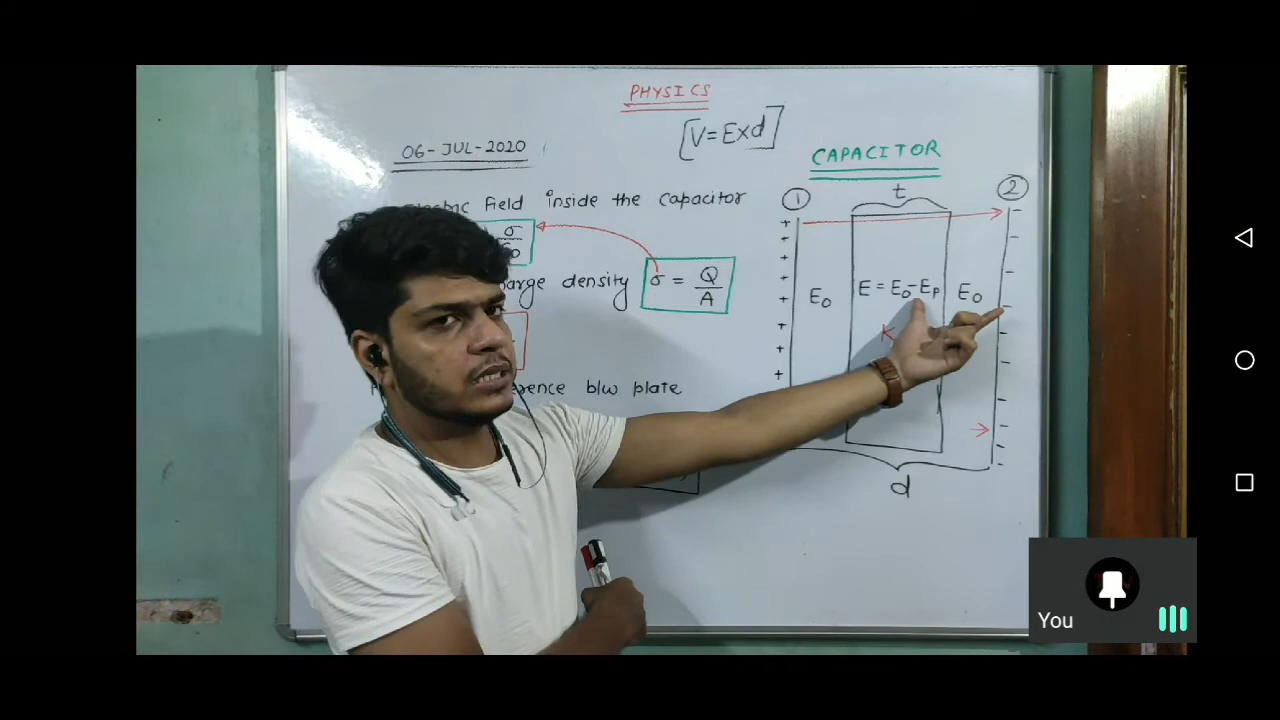 PHYSICS
[V=Exd]
06-JUL-2020
CAPACITOR
Field inside the capacitor
① t ②
σ
density σ = Q
A
E₀ E = E₀-Eₚ E₀
K
blw plate
d
You